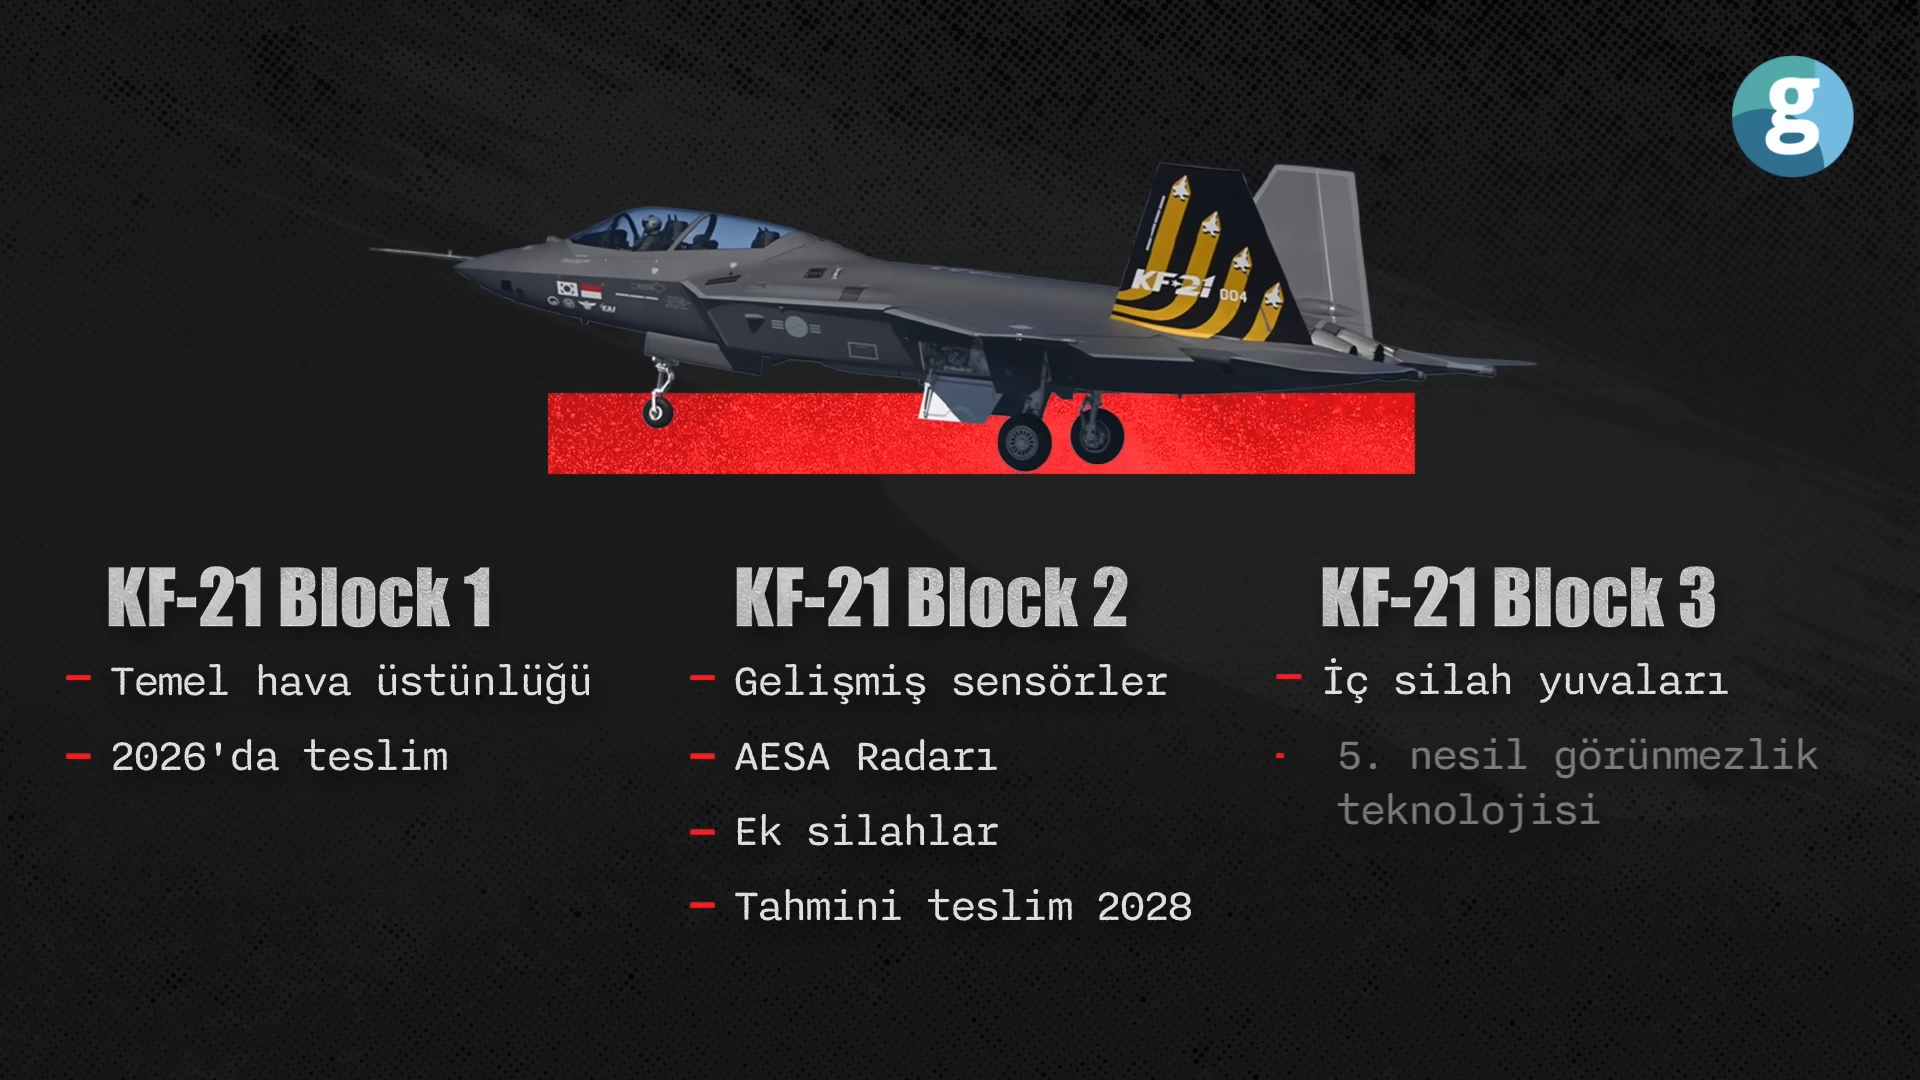 g
KF-21
004
KAI
KF-21 Block 1
Temel hava üstünlüğü
2026'da teslim
KF-21 Block 2
Gelişmiş sensörler
AESA Radarı
Ek silahlar
Tahmini teslim 2028
KF-21 Block 3
İç silah yuvaları
5. nesil görünmezlik
teknolojisi